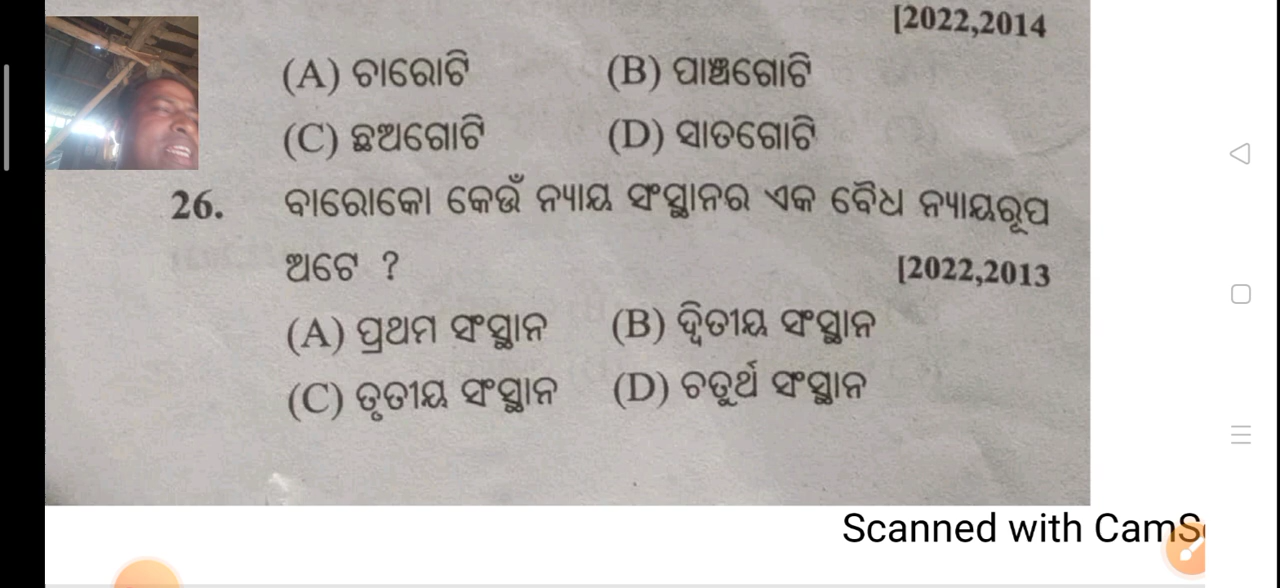 [2022,2014
(A) ଚାରୋଟି (B) ପାଞ୍ଚଗୋଟି
(C) ଛଅଗୋଟି (D) ସାତଗୋଟି
26. ବାରୋକୋ କେଉଁ ନ୍ୟାୟ ସଂସ୍ଥାନର ଏକ ବୈଧ ନ୍ୟାୟରୂପ
ଅଟେ ? [2022,2013
(A) ପ୍ରଥମ ସଂସ୍ଥାନ (B) ଦ୍ୱିତୀୟ ସଂସ୍ଥାନ
(C) ତୃତୀୟ ସଂସ୍ଥାନ (D) ଚତୁର୍ଥ ସଂସ୍ଥାନ
Scanned with CamS